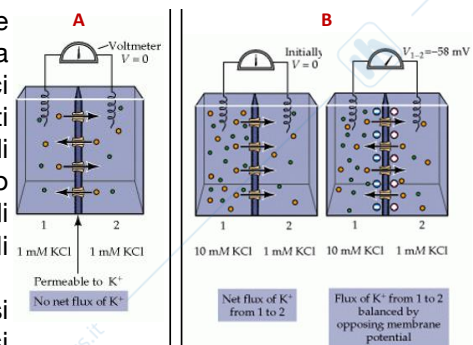 A
Voltmeter
V = 0
1
2
1 mM KCl
1 mM KCl
Permeable to K⁺
No net flux of K⁺
B
Initially
V = 0
V₁₋₂=−58 mV
1
2
1
2
10 mM KCl
1 mM KCl
10 mM KCl
1 mM KCl
Net flux of K⁺
from 1 to 2
Flux of K⁺ from 1 to 2
balanced by
opposing membrane
potential